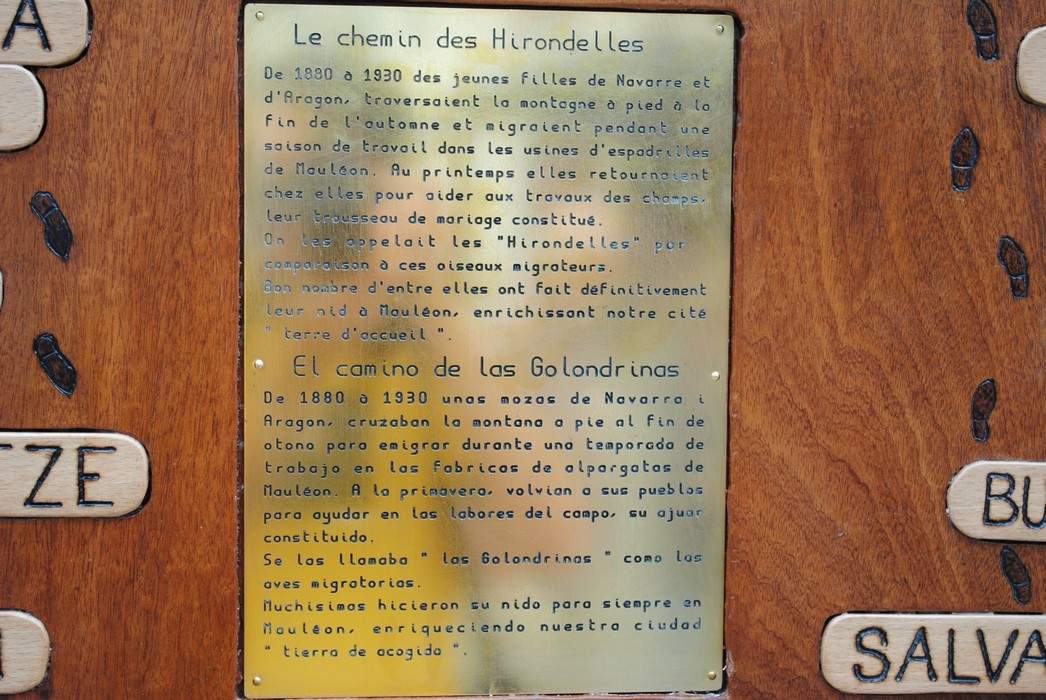 A
Le chemin des Hirondelles
De 1880 à 1930 des jeunes filles de Navarre et
d'Aragon, traversaient la montagne à pied à la
fin de l'automne et migraient pendant une
saison de travail dans les usines d'espadrilles
de Mauléon. Au printemps elles retournaient
chez elles pour aider aux travaux des champs,
leur trousseau de mariage constitué.
On les appelait les "Hirondelles" par
comparaison à ces oiseaux migrateurs.
Bon nombre d'entre elles ont fait définitivement
leur nid à Mauléon, enrichissant notre cité
" terre d'accueil ".
El camino de las Golondrinas
De 1880 à 1930 unas mozas de Navarra i
Aragon, cruzaban la montana a pie al fin de
otono para emigrar durante una temporada de
trabajo en las fabricas de alpargatas de
Mauléon. A la primavera, volvian a sus pueblos
para ayudar en las labores del campo, su ajuar
constituido.
Se las llamaba " las Golondrinas " como las
aves migratorias.
Muchisimas hicieron su nido para siempre en
Mauléon, enriqueciendo nuestra ciudad
" tierra de acogida ".
TZE
BU
SALVA